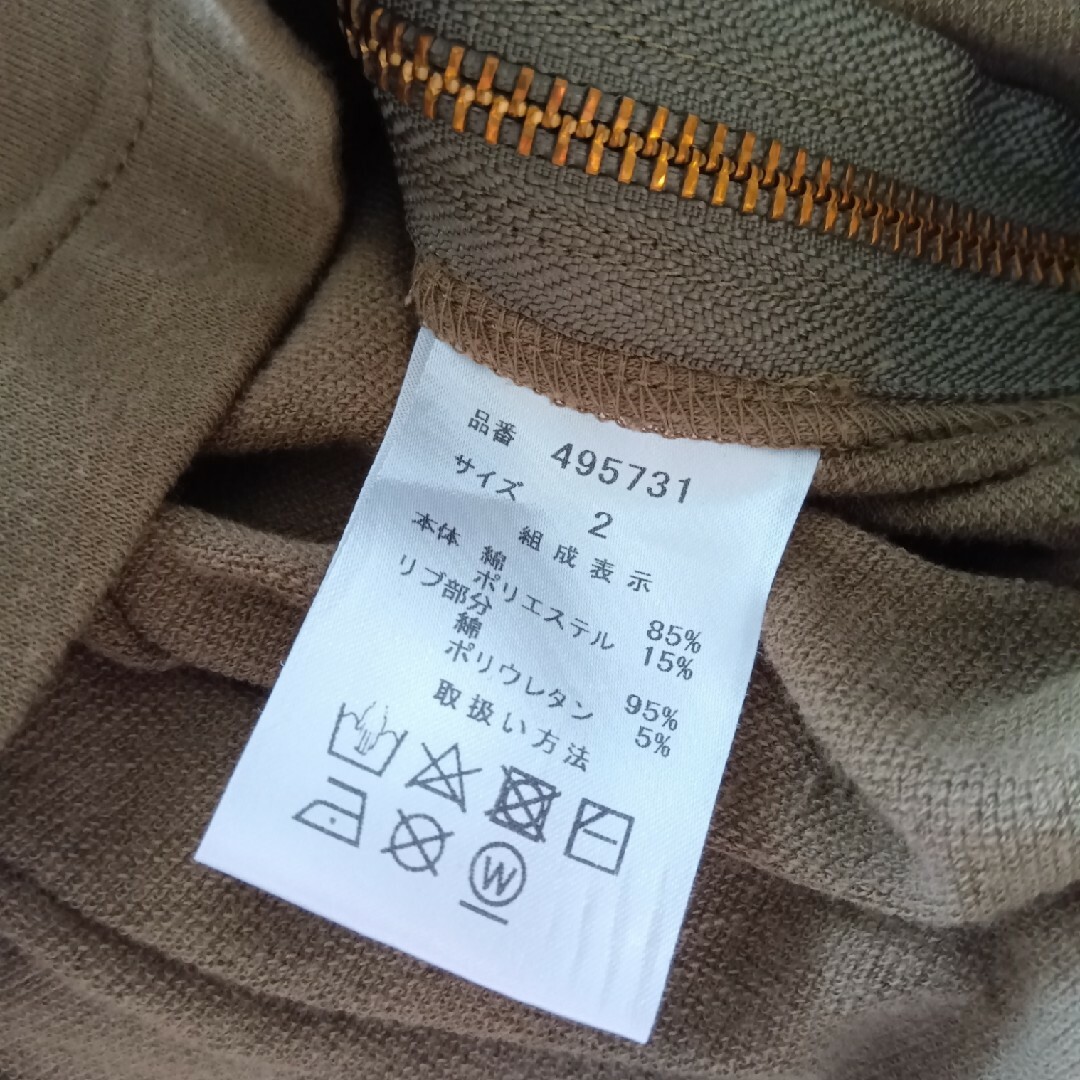 品番 495731
サイズ 2
組成表示
本体 綿 85%
ポリエステル 15%
リブ部分
綿 95%
ポリウレタン 5%
取扱い方法
W